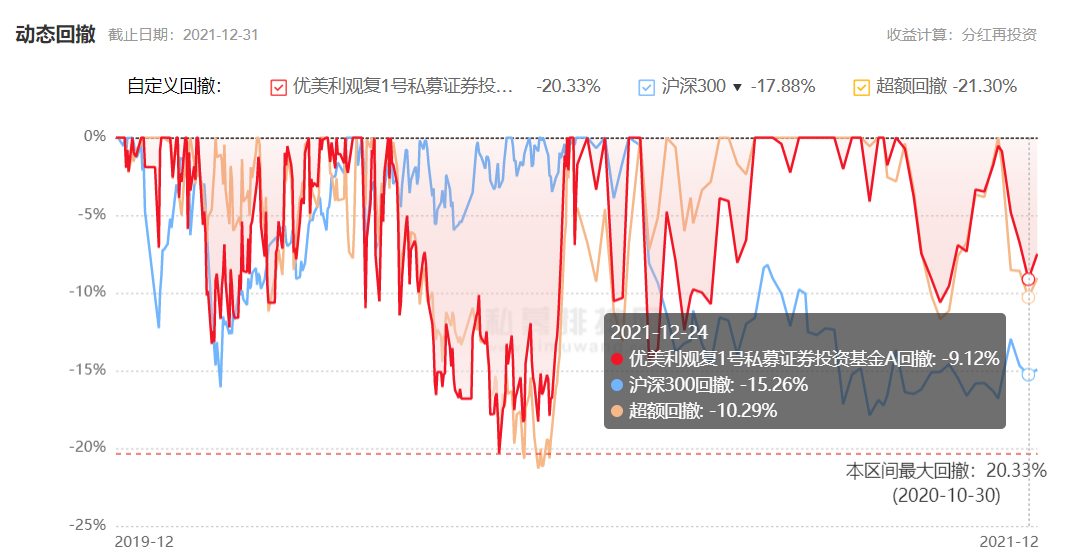 动态回撤 截止日期：2021-12-31 收益计算：分红再投资
自定义回撤： 优美利观复1号私募证券投... -20.33% 沪深300 -17.88% 超额回撤 -21.30%
0%
-5%
-10%
-15%
-20%
-25%
2021-12-24
优美利观复1号私募证券投资基金A回撤: -9.12%
沪深300回撤: -15.26%
超额回撤: -10.29%
本区间最大回撤：20.33%
(2020-10-30)
2019-12 2021-12